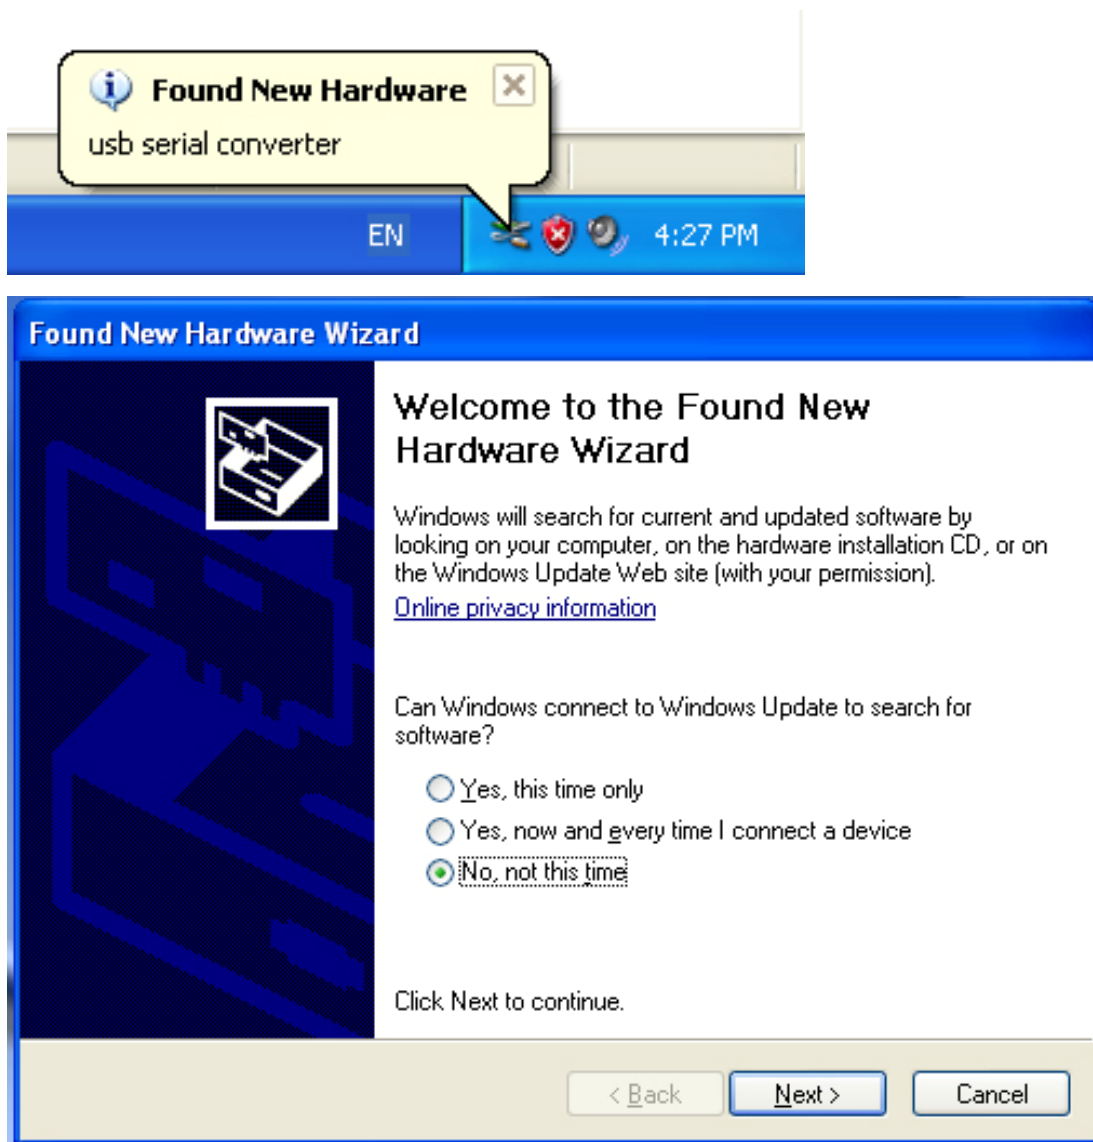 Found New Hardware
usb serial converter
EN
4:27 PM
Found New Hardware Wizard
Welcome to the Found New
Hardware Wizard
Windows will search for current and updated software by
looking on your computer, on the hardware installation CD, or on
the Windows Update Web site (with your permission).
Online privacy information
Can Windows connect to Windows Update to search for
software?
Yes, this time only
Yes, now and every time I connect a device
No, not this time
Click Next to continue.
< Back
Next >
Cancel